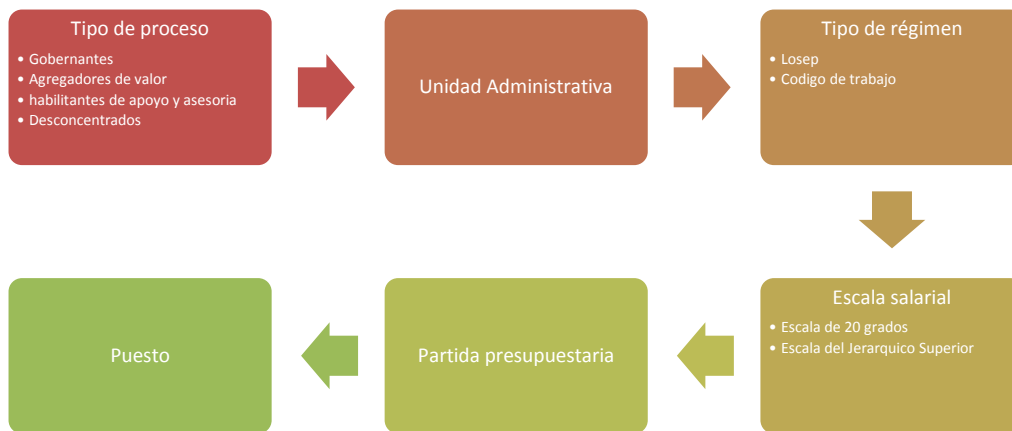 Tipo de proceso
• Gobernantes
• Agregadores de valor
• habilitantes de apoyo y asesoria
• Desconcentrados
Unidad Administrativa
Tipo de régimen
• Losep
• Codigo de trabajo
Escala salarial
• Escala de 20 grados
• Escala del Jerarquico Superior
Partida presupuestaria
Puesto